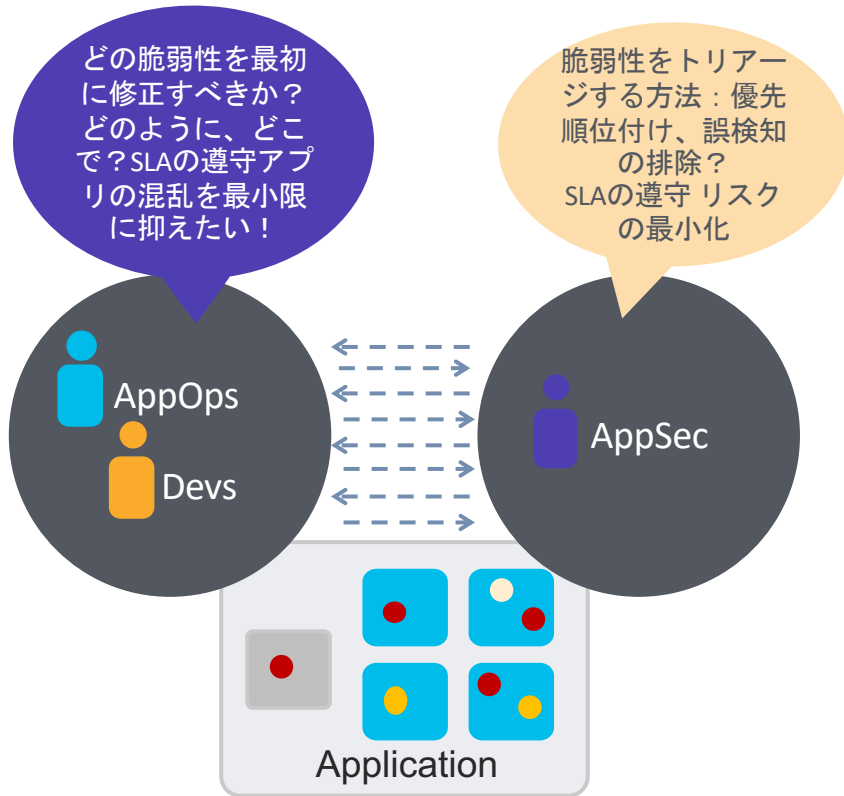 どの脆弱性を最初
に修正すべきか？
どのように、どこ
で？SLAの遵守アプ
リの混乱を最小限
に抑えたい！
脆弱性をトリアー
ジする方法：優先
順位付け、誤検知
の排除？
SLAの遵守 リスク
の最小化
AppOps
Devs
AppSec
Application